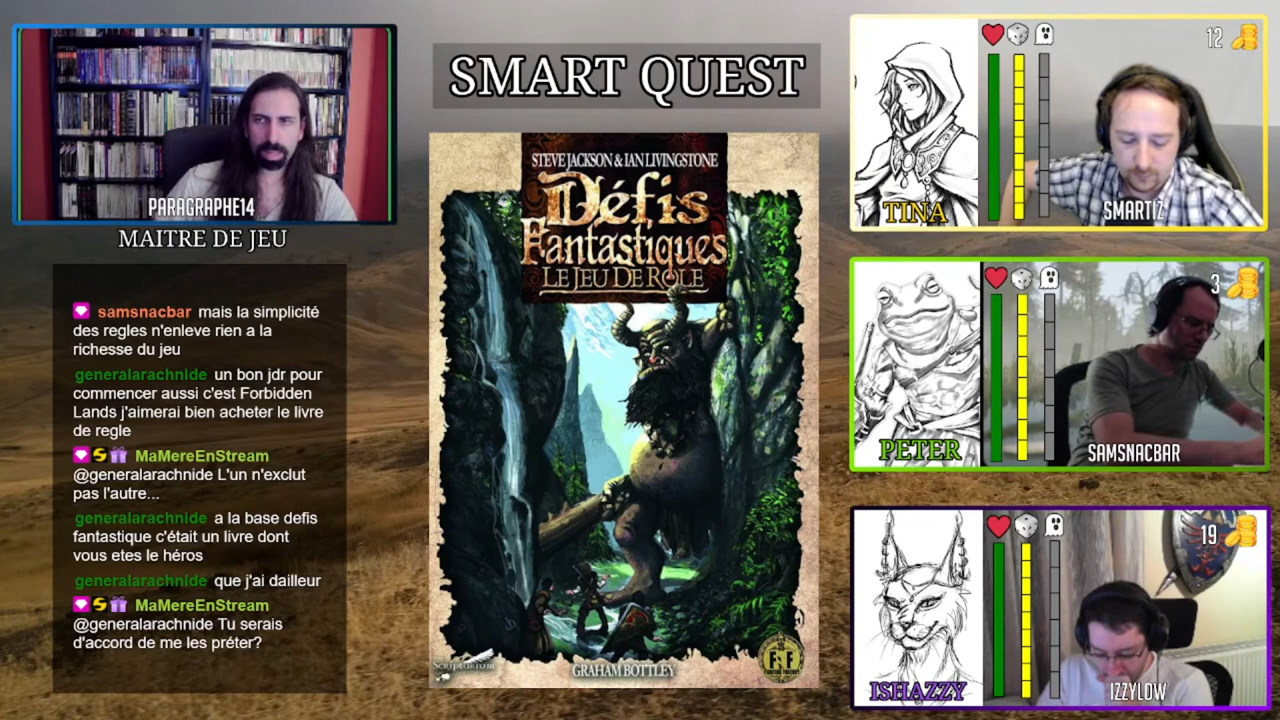 PARAGRAPHE14
MAITRE DE JEU
samsnacbar mais la simplicité
des regles n'enleve rien a la
richesse du jeu
generalarachnide un bon jdr pour
commencer aussi c'est Forbidden
Lands j'aimerai bien acheter le livre
de regle
MaMereEnStream
@generalarachnide L'un n'exclut
pas l'autre...
generalarachnide a la base defis
fantastique c'était un livre dont
vous etes le héros
generalarachnide que j'ai dailleur
MaMereEnStream
@generalarachnide Tu serais
d'accord de me les préter?
SMART QUEST
STEVE JACKSON & IAN LIVINGSTONE
Défis
Fantastiques
LE JEU DE RÔLE
SCRIPTARIUM
GRAHAM BOTTLEY
FF
12
TINA
SMARTIZ
3
PETER
SAMSNACBAR
19
ISHAZZY
IZZYLOW